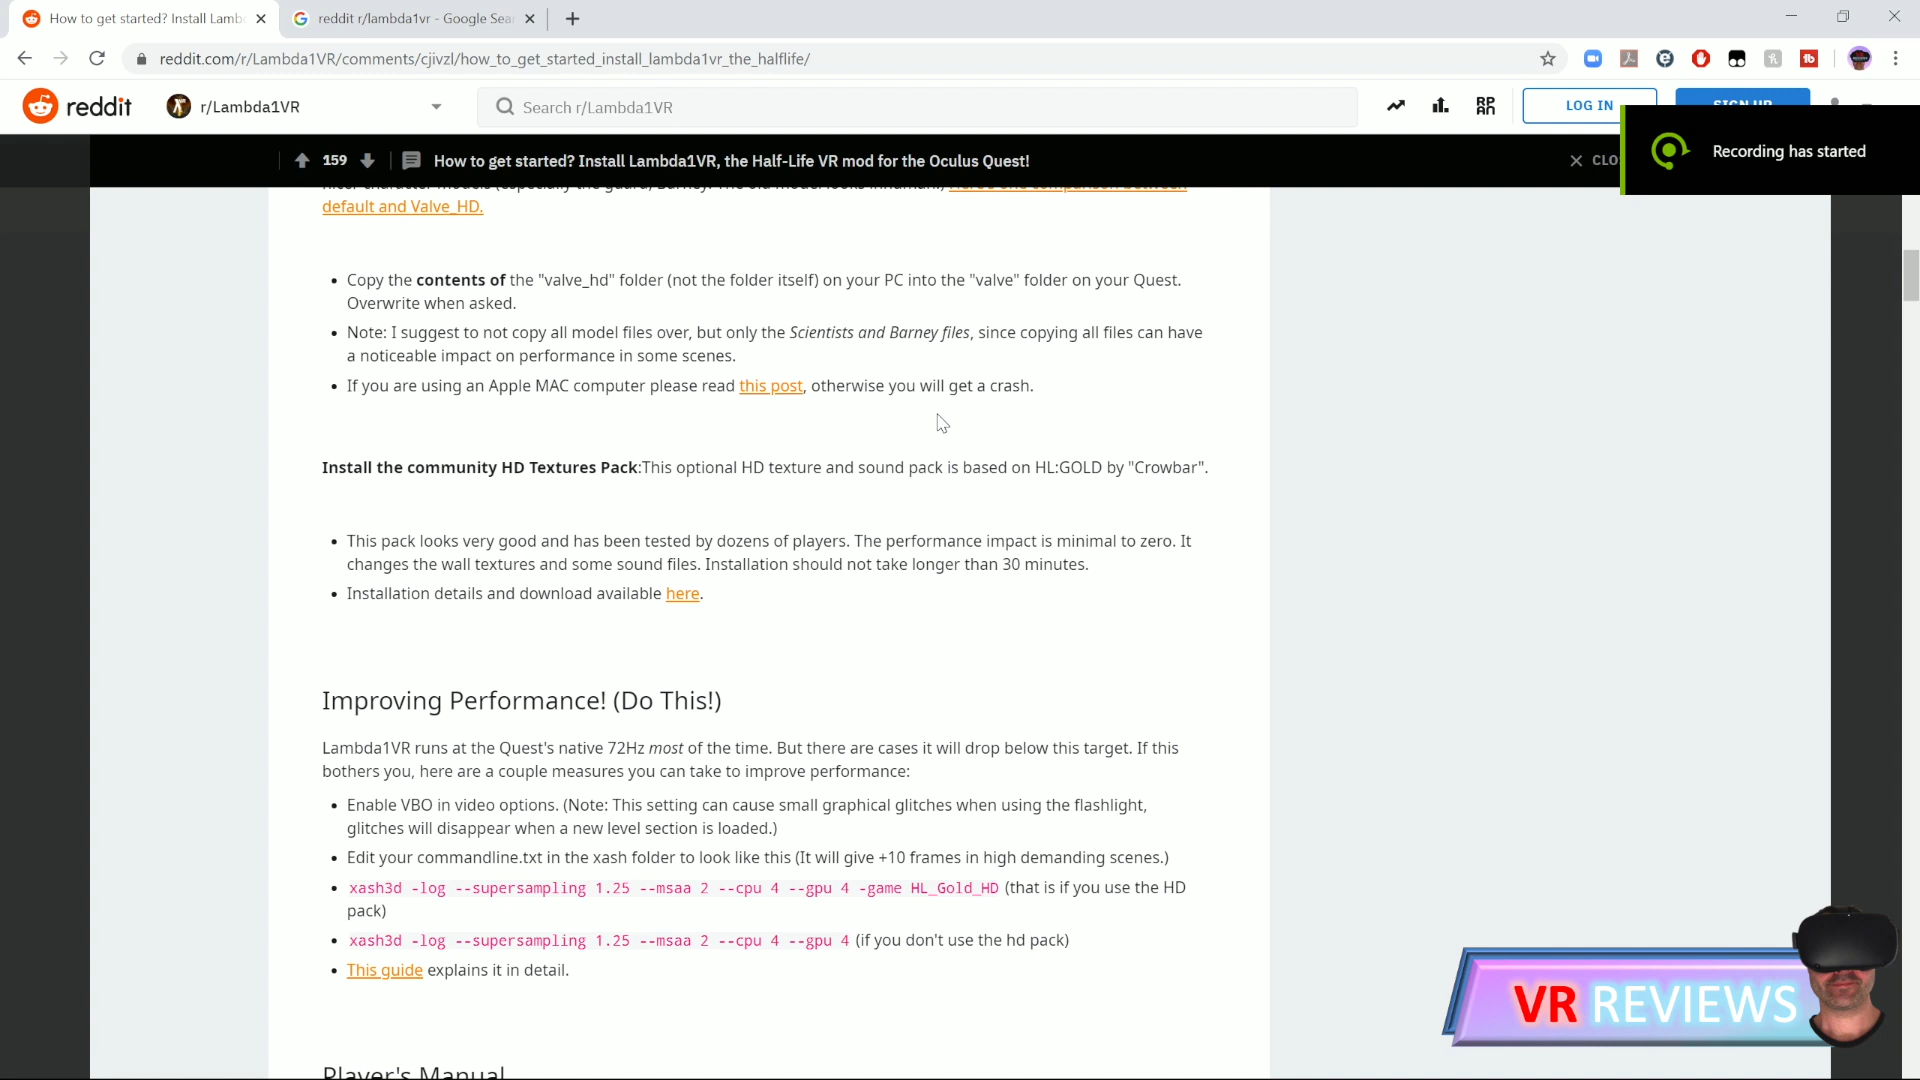 How to get started? Install Lamb
reddit r/lambda1vr - Google Sea
reddit.com/r/Lambda1VR/comments/cjivzl/how_to_get_started_install_lambda1vr_the_halflife/
reddit
r/Lambda1VR
Search r/Lambda1VR
LOG IN
SIGN UP
Recording has started
159
How to get started? Install Lambda1VR, the Half-Life VR mod for the Oculus Quest!
CLO
default and Valve_HD.
• Copy the contents of the "valve_hd" folder (not the folder itself) on your PC into the "valve" folder on your Quest.
Overwrite when asked.
• Note: I suggest to not copy all model files over, but only the Scientists and Barney files, since copying all files can have
a noticeable impact on performance in some scenes.
• If you are using an Apple MAC computer please read this post, otherwise you will get a crash.
Install the community HD Textures Pack:This optional HD texture and sound pack is based on HL:GOLD by "Crowbar".
• This pack looks very good and has been tested by dozens of players. The performance impact is minimal to zero. It
changes the wall textures and some sound files. Installation should not take longer than 30 minutes.
• Installation details and download available here.
Improving Performance! (Do This!)
Lambda1VR runs at the Quest's native 72Hz most of the time. But there are cases it will drop below this target. If this
bothers you, here are a couple measures you can take to improve performance:
• Enable VBO in video options. (Note: This setting can cause small graphical glitches when using the flashlight,
glitches will disappear when a new level section is loaded.)
• Edit your commandline.txt in the xash folder to look like this (It will give +10 frames in high demanding scenes.)
• xash3d -log --supersampling 1.25 --msaa 2 --cpu 4 --gpu 4 -game HL_Gold_HD (that is if you use the HD
pack)
• xash3d -log --supersampling 1.25 --msaa 2 --cpu 4 --gpu 4 (if you don't use the hd pack)
• This guide explains it in detail.
VR REVIEWS
Player's Manual